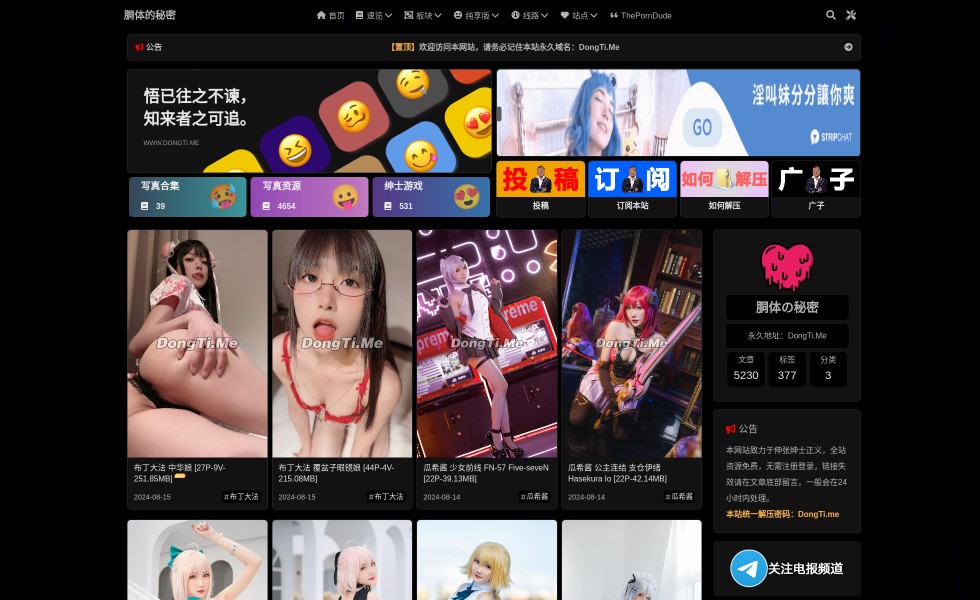 胴体的秘密
首页 速览 板块 纯享版 线路 站点 ThePornDude
公告
【置顶】欢迎访问本网站，请务必记住本站永久域名：DongTi.Me
悟已往之不谏，
知来者之可追。
WWW.DONGTI.ME
淫叫妹分分讓你爽
GO
STRIPCHAT
写真合集
39
写真资源
4654
绅士游戏
531
投稿
订阅
如何解压
广子
投稿
订阅本站
如何解压
广子
DongTi.Me
DongTi.Me
DongTi.Me
DongTi.Me
布丁大法 中华娘 [27P-9V-
251.85MB]
2024-08-15
#布丁大法
布丁大法 覆盆子眼镜娘 [44P-4V-
215.08MB]
2024-08-15
#布丁大法
瓜希酱 少女前线 FN-57 Five-seveN
[22P-39.13MB]
2024-08-14
#瓜希酱
瓜希酱 公主连结 支仓伊绪
Hasekura Io [22P-42.14MB]
2024-08-14
#瓜希酱
胴体の秘密
永久地址：DongTi.Me
文章
5230
标签
377
分类
3
公告
本网站致力于伸张绅士正义，全站
资源免费，无需注册登录，链接失
效请在文章底部留言，一般会在24
小时内处理。
本站统一解压密码：DongTi.me
关注电报频道